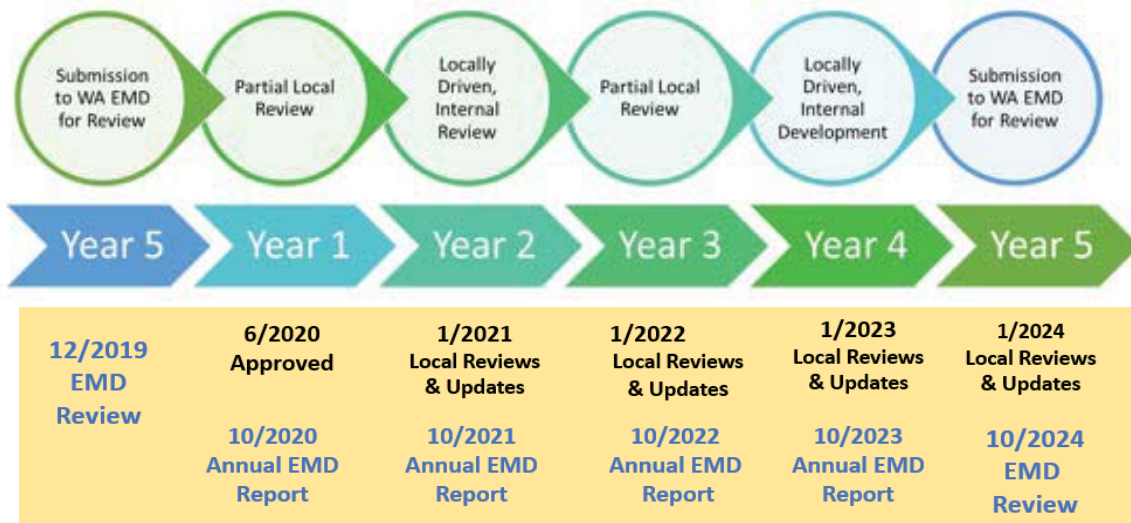 Submission
to WA EMD
for Review
Partial Local
Review
Locally
Driven,
Internal
Review
Partial Local
Review
Locally
Driven,
Internal
Development
Submission
to WA EMD
for Review
Year 5
Year 1
Year 2
Year 3
Year 4
Year 5
12/2019
EMD
Review
6/2020
Approved
1/2021
Local Reviews
& Updates
1/2022
Local Reviews
& Updates
1/2023
Local Reviews
& Updates
1/2024
Local Reviews
& Updates
10/2020
Annual EMD
Report
10/2021
Annual EMD
Report
10/2022
Annual EMD
Report
10/2023
Annual EMD
Report
10/2024
EMD
Review